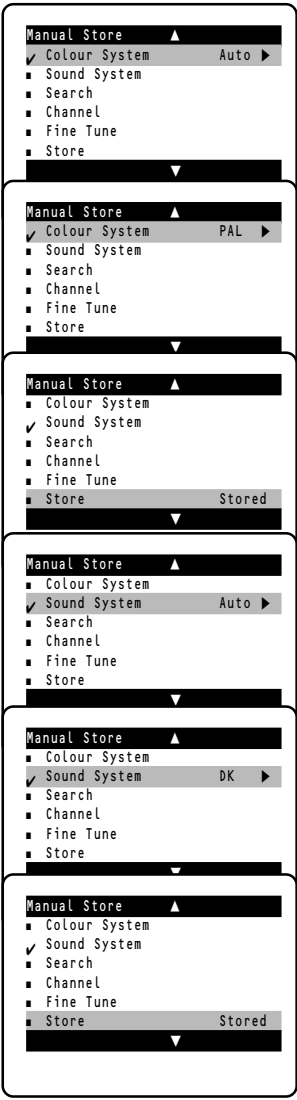 Manual Store ▲
✔ Colour System Auto ▶
▪ Sound System
▪ Search
▪ Channel
▪ Fine Tune
▪ Store
▼
Manual Store ▲
✔ Colour System PAL ▶
▪ Sound System
▪ Search
▪ Channel
▪ Fine Tune
▪ Store
▼
Manual Store ▲
▪ Colour System
✔ Sound System
▪ Search
▪ Channel
▪ Fine Tune
▪ Store Stored
▼
Manual Store ▲
▪ Colour System
✔ Sound System Auto ▶
▪ Search
▪ Channel
▪ Fine Tune
▪ Store
▼
Manual Store ▲
▪ Colour System
✔ Sound System DK ▶
▪ Search
▪ Channel
▪ Fine Tune
▪ Store
▼
Manual Store ▲
▪ Colour System
✔ Sound System
▪ Search
▪ Channel
▪ Fine Tune
▪ Store Stored
▼